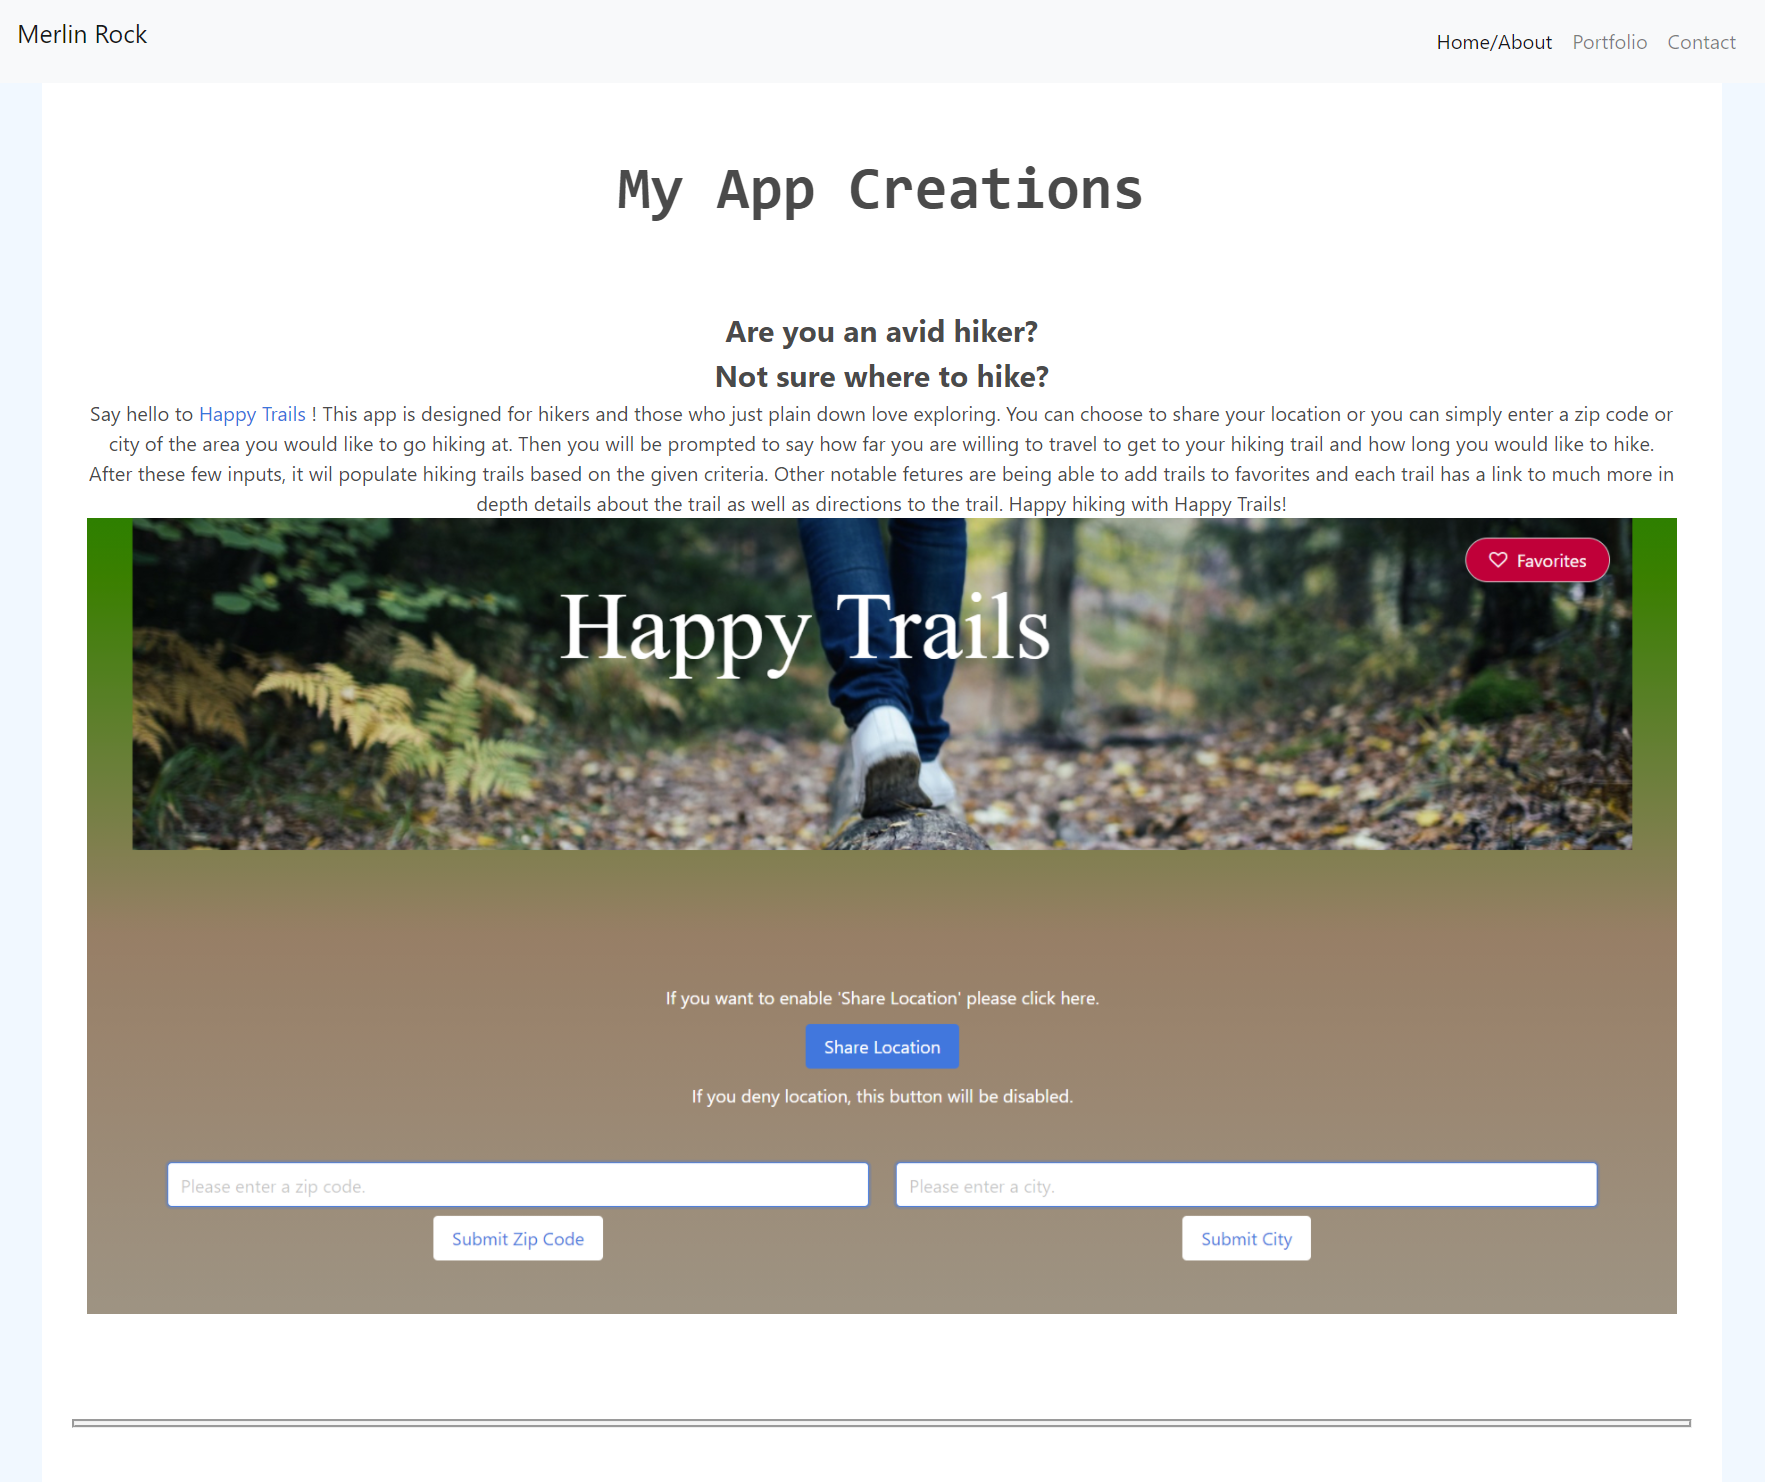 Merlin Rock
Home/About Portfolio Contact
My App Creations
Are you an avid hiker?
Not sure where to hike?
Say hello to Happy Trails ! This app is designed for hikers and those who just plain down love exploring. You can choose to share your location or you can simply enter a zip code or
city of the area you would like to go hiking at. Then you will be prompted to say how far you are willing to travel to get to your hiking trail and how long you would like to hike.
After these few inputs, it wil populate hiking trails based on the given criteria. Other notable fetures are being able to add trails to favorites and each trail has a link to much more in
depth details about the trail as well as directions to the trail. Happy hiking with Happy Trails!
Favorites
Happy Trails
If you want to enable 'Share Location' please click here.
Share Location
If you deny location, this button will be disabled.
Please enter a zip code.
Please enter a city.
Submit Zip Code
Submit City